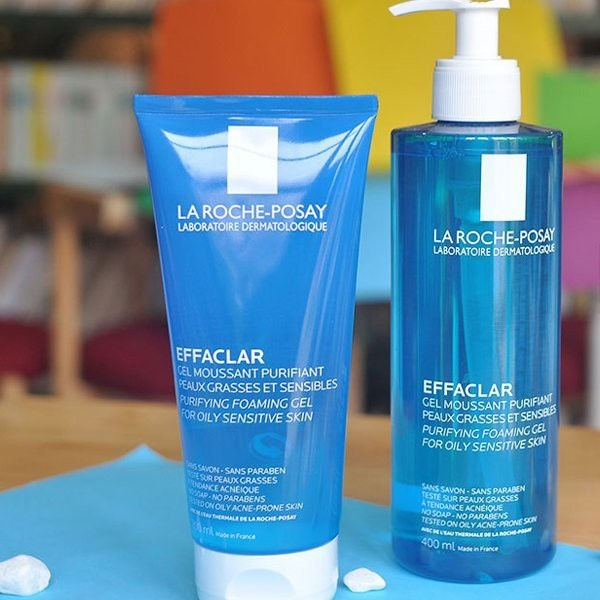 LA ROCHE-POSAY
LABORATOIRE DERMATOLOGIQUE
EFFACLAR
GEL MOUSSANT PURIFIANT
PEAUX GRASSES ET SENSIBLES
PURIFYING FOAMING GEL
FOR OILY SENSITIVE SKIN
SANS SAVON - SANS PARABEN
TESTÉ SUR PEAUX GRASSES
À TENDANCE ACNÉIQUE
NO SOAP - NO PARABENS
TESTED ON OILY ACNE-PRONE SKIN
AVEC DE L'EAU THERMALE DE LA ROCHE-POSAY
ml Made in France
LA ROCHE-POSAY
LABORATOIRE DERMATOLOGIQUE
EFFACLAR
GEL MOUSSANT PURIFIANT
PEAUX GRASSES ET SENSIBLES
PURIFYING FOAMING GEL
FOR OILY SENSITIVE SKIN
SANS SAVON - SANS PARABEN
TESTÉ SUR PEAUX GRASSES
À TENDANCE ACNÉIQUE
NO SOAP - NO PARABENS
TESTED ON OILY ACNE-PRONE SKIN
AVEC DE L'EAU THERMALE DE LA ROCHE-POSAY
400 ml Made in France